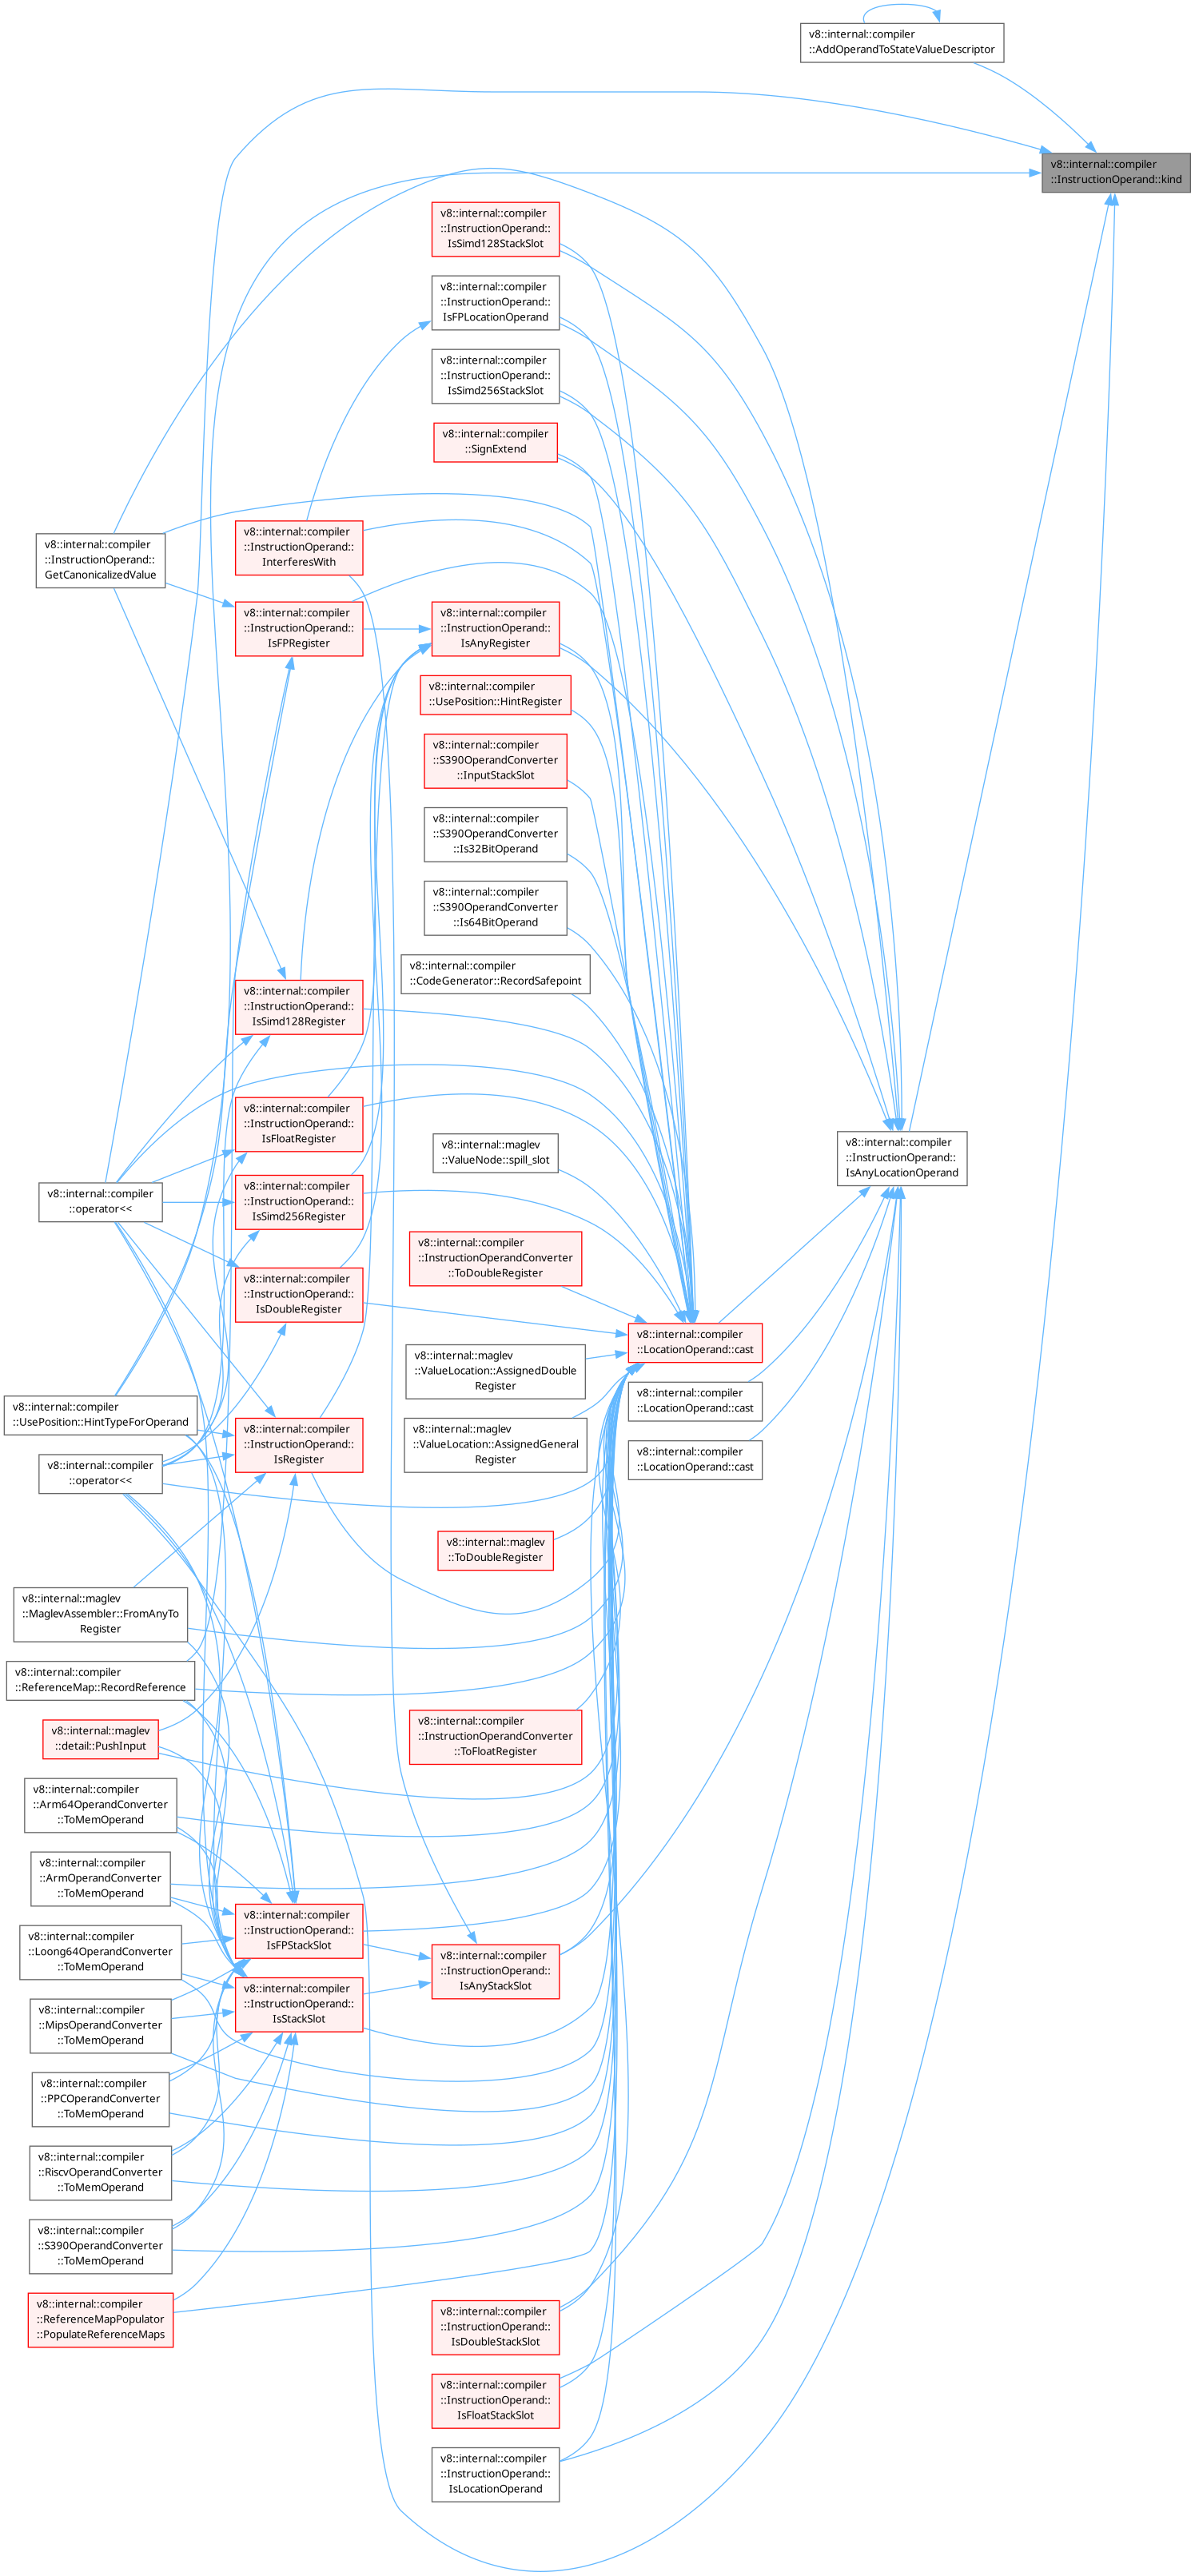 v8::internal::compiler
::AddOperandToStateValueDescriptor
v8::internal::compiler
::InstructionOperand::kind
v8::internal::compiler
::InstructionOperand::
IsSimd128StackSlot
v8::internal::compiler
::InstructionOperand::
IsFPLocationOperand
v8::internal::compiler
::InstructionOperand::
IsSimd256StackSlot
v8::internal::compiler
::SignExtend
v8::internal::compiler
::InstructionOperand::
GetCanonicalizedValue
v8::internal::compiler
::InstructionOperand::
InterferesWith
v8::internal::compiler
::InstructionOperand::
IsFPRegister
v8::internal::compiler
::InstructionOperand::
IsAnyRegister
v8::internal::compiler
::UsePosition::HintRegister
v8::internal::compiler
::S390OperandConverter
::InputStackSlot
v8::internal::compiler
::S390OperandConverter
::Is32BitOperand
v8::internal::compiler
::S390OperandConverter
::Is64BitOperand
v8::internal::compiler
::CodeGenerator::RecordSafepoint
v8::internal::compiler
::InstructionOperand::
IsSimd128Register
v8::internal::compiler
::InstructionOperand::
IsFloatRegister
v8::internal::maglev
::ValueNode::spill_slot
v8::internal::compiler
::InstructionOperand::
IsAnyLocationOperand
v8::internal::compiler
::operator<<
v8::internal::compiler
::InstructionOperand::
IsSimd256Register
v8::internal::compiler
::InstructionOperandConverter
::ToDoubleRegister
v8::internal::compiler
::InstructionOperand::
IsDoubleRegister
v8::internal::compiler
::LocationOperand::cast
v8::internal::maglev
::ValueLocation::AssignedDouble
Register
v8::internal::compiler
::LocationOperand::cast
v8::internal::compiler
::UsePosition::HintTypeForOperand
v8::internal::compiler
::InstructionOperand::
IsRegister
v8::internal::maglev
::ValueLocation::AssignedGeneral
Register
v8::internal::compiler
::LocationOperand::cast
v8::internal::compiler
::operator<<
v8::internal::maglev
::ToDoubleRegister
v8::internal::maglev
::MaglevAssembler::FromAnyTo
Register
v8::internal::compiler
::ReferenceMap::RecordReference
v8::internal::maglev
::detail::PushInput
v8::internal::compiler
::InstructionOperandConverter
::ToFloatRegister
v8::internal::compiler
::Arm64OperandConverter
::ToMemOperand
v8::internal::compiler
::ArmOperandConverter
::ToMemOperand
v8::internal::compiler
::InstructionOperand::
IsFPStackSlot
v8::internal::compiler
::Loong64OperandConverter
::ToMemOperand
v8::internal::compiler
::InstructionOperand::
IsAnyStackSlot
v8::internal::compiler
::InstructionOperand::
IsStackSlot
v8::internal::compiler
::MipsOperandConverter
::ToMemOperand
v8::internal::compiler
::PPCOperandConverter
::ToMemOperand
v8::internal::compiler
::RiscvOperandConverter
::ToMemOperand
v8::internal::compiler
::S390OperandConverter
::ToMemOperand
v8::internal::compiler
::ReferenceMapPopulator
::PopulateReferenceMaps
v8::internal::compiler
::InstructionOperand::
IsDoubleStackSlot
v8::internal::compiler
::InstructionOperand::
IsFloatStackSlot
v8::internal::compiler
::InstructionOperand::
IsLocationOperand